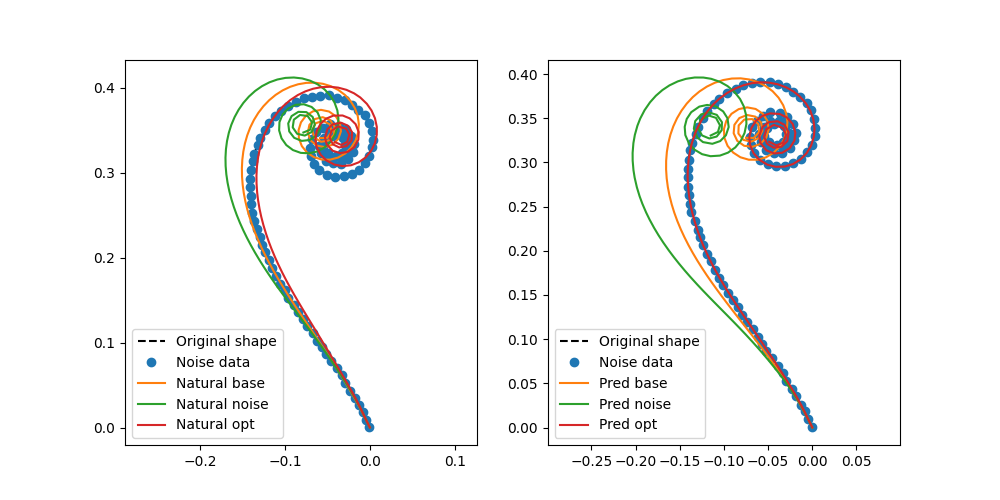 0.4
0.3
0.2
0.1
0.0
−0.2
−0.1
0.0
0.1
Original shape
Noise data
Natural base
Natural noise
Natural opt
0.40
0.35
0.30
0.25
0.20
0.15
0.10
0.05
0.00
−0.25
−0.20
−0.15
−0.10
−0.05
0.00
0.05
Original shape
Noise data
Pred base
Pred noise
Pred opt